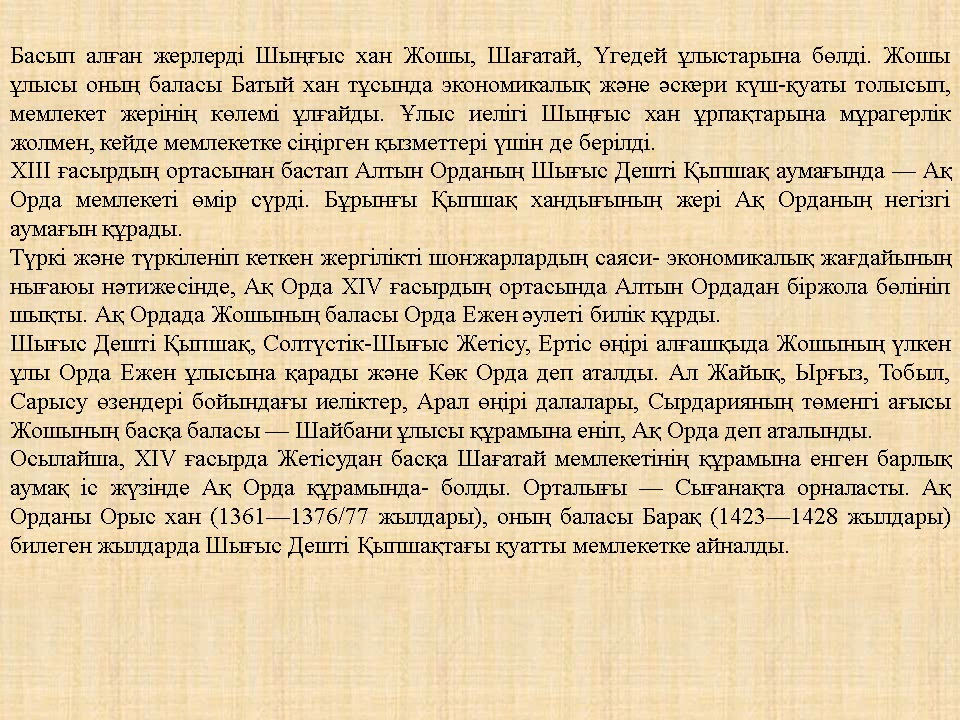 Басып алған жерлерді Шыңғыс хан Жошы, Шағатай, Үгедей ұлыстарына бөлді. Жошы
ұлысы оның баласы Батый хан тұсында экономикалық және әскери күш-қуаты толысып,
мемлекет жерінің көлемі ұлғайды. Ұлыс иелігі Шыңғыс хан ұрпақтарына мұрагерлік
жолмен, кейде мемлекетке сіңірген қызметтері үшін де берілді.
XIII ғасырдың ортасынан бастап Алтын Орданың Шығыс Дешті Қыпшақ аумағында — Ақ
Орда мемлекеті өмір сүрді. Бұрынғы Қыпшақ хандығының жері Ақ Орданың негізгі
аумағын құрады.
Түркі және түркіленіп кеткен жергілікті шонжарлардың саяси- экономикалық жағдайының
нығаюы нәтижесінде, Ақ Орда XIV ғасырдың ортасында Алтын Ордадан біржола бөлініп
шықты. Ақ Ордада Жошының баласы Орда Ежен әулеті билік құрды.
Шығыс Дешті Қыпшақ, Солтүстік-Шығыс Жетісу, Ертіс өңірі алғашқыда Жошының үлкен
ұлы Орда Ежен ұлысына қарады және Көк Орда деп аталды. Ал Жайық, Ырғыз, Тобыл,
Сарысу өзендері бойындағы иеліктер, Арал өңірі далалары, Сырдарияның төменгі ағысы
Жошының басқа баласы — Шайбани ұлысы құрамына еніп, Ақ Орда деп аталынды.
Осылайша, XIV ғасырда Жетісудан басқа Шағатай мемлекетінің құрамына енген барлық
аумақ іс жүзінде Ақ Орда құрамында- болды. Орталығы — Сығанақта орналасты. Ақ
Орданы Орыс хан (1361—1376/77 жылдары), оның баласы Барақ (1423—1428 жылдары)
билеген жылдарда Шығыс Дешті Қыпшақтағы қуатты мемлекетке айналды.